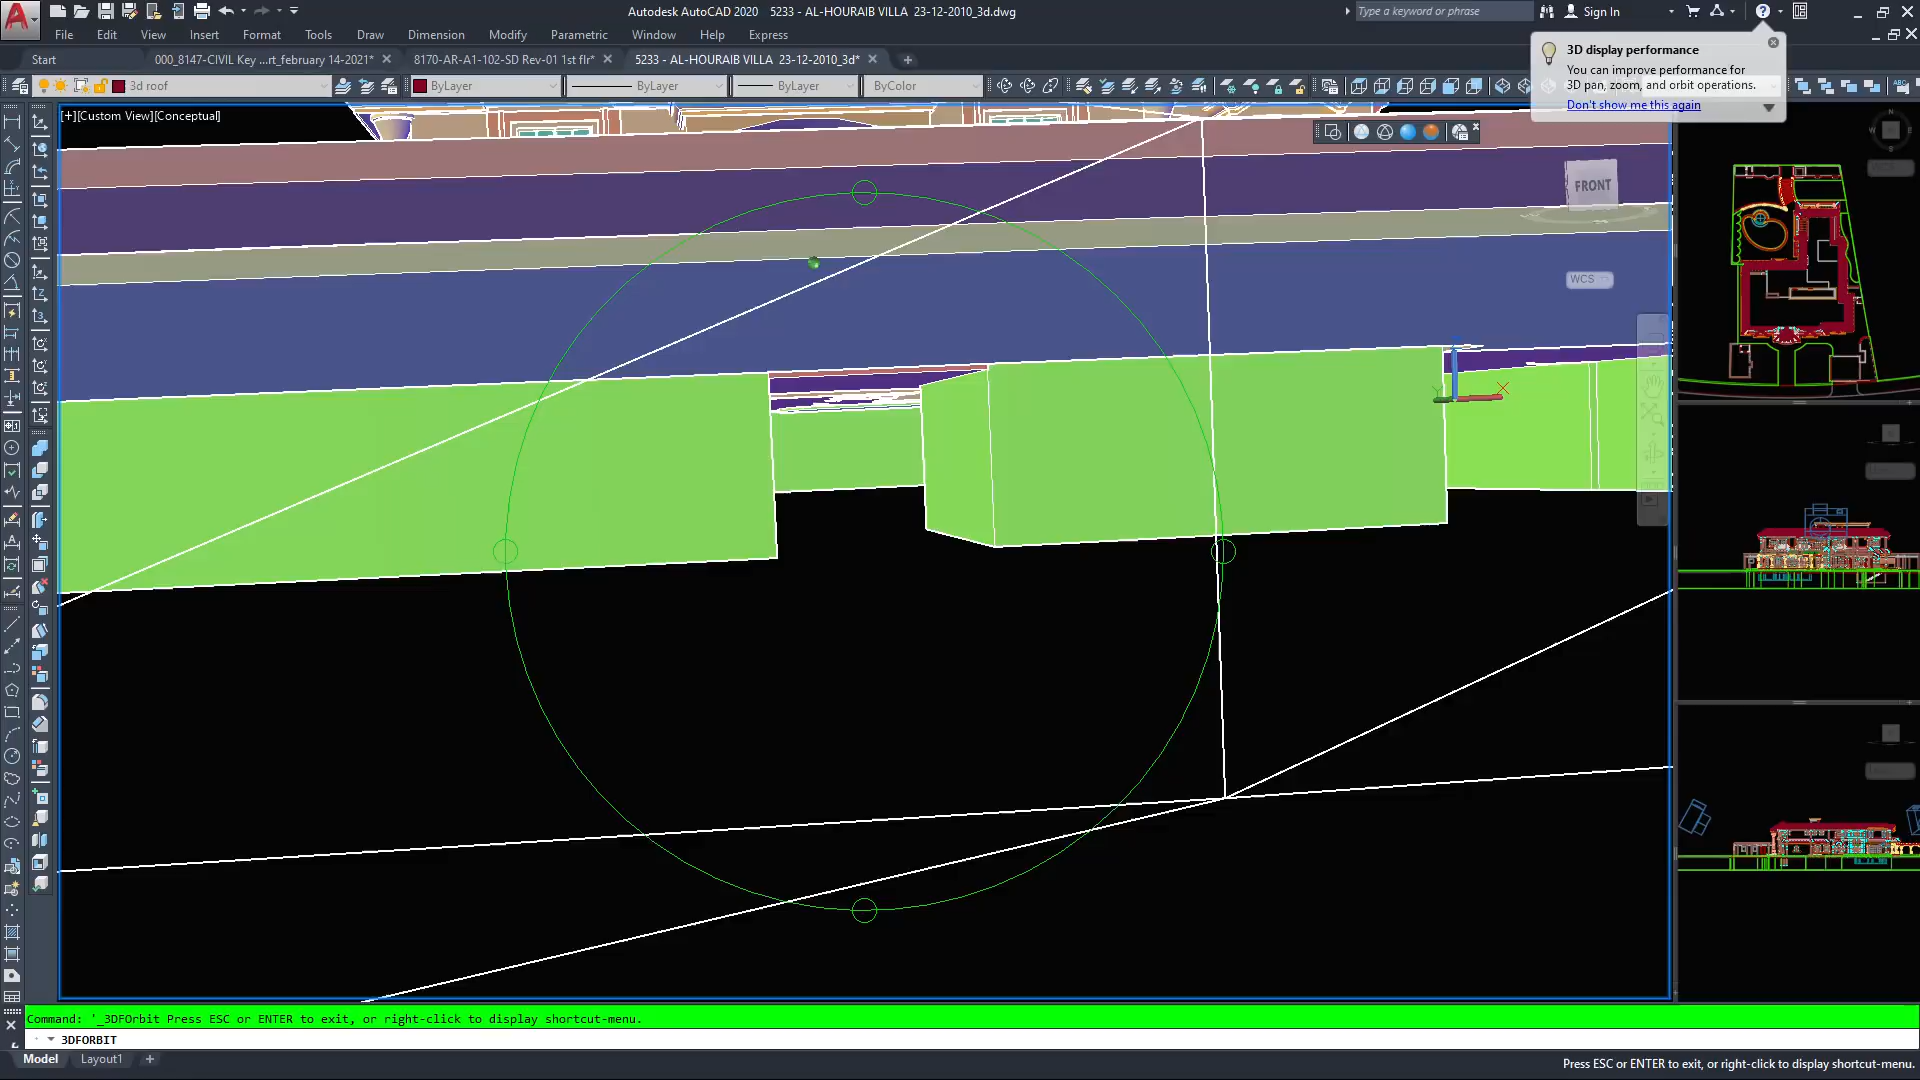 Autodesk AutoCAD 2020   5233 - AL-HOURAIB VILLA  23-12-2010_3d.dwg
Type a keyword or phrase
Sign In
File Edit View Insert Format Tools Draw Dimension Modify Parametric Window Help Express
Start
000_8147-CIVIL Key ...rt_february 14-2021*
8170-AR-A1-102-SD Rev-01 1st flr*
5233 - AL-HOURAIB VILLA  23-12-2010_3d*
3D display performance
You can improve performance for
3D pan, zoom, and orbit operations.
Don't show me this again
3d roof
ByLayer
ByLayer
ByLayer
ByColor
[+][Custom View][Conceptual]
FRONT
WCS
Command: '_3DFOrbit Press ESC or ENTER to exit, or right-click to display shortcut-menu.
3DFORBIT
Model
Layout1
Press ESC or ENTER to exit, or right-click to display shortcut-menu.